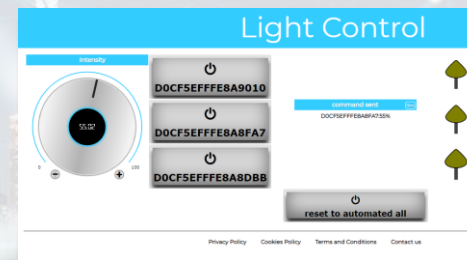 Light Control
Intensity
D0CF5EFFFE8A9010
D0CF5EFFFE8A8FA7
D0CF5EFFFE8A8DBB
0
100
command sent
D0CF5EFFFE8A8FA7:55%
reset to automated all
Privacy Policy Cookies Policy Terms and Conditions Contact us